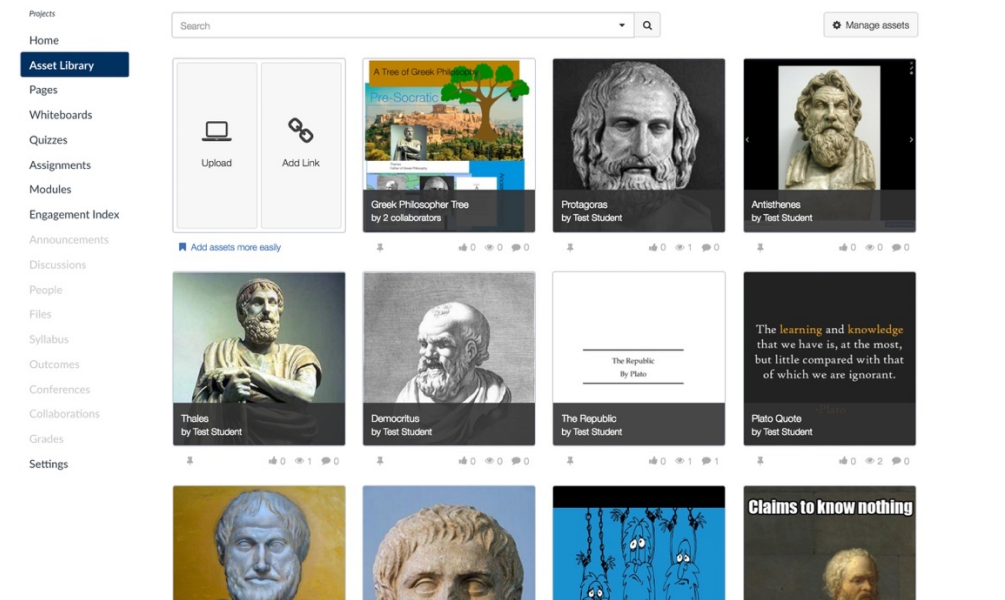 Projects
Home
Asset Library
Pages
Whiteboards
Quizzes
Assignments
Modules
Engagement Index
Announcements
Discussions
People
Files
Syllabus
Outcomes
Conferences
Collaborations
Grades
Settings
Search
Manage assets
Upload
Add Link
Add assets more easily
A Tree of Greek Philosophy
Pre-Socratic
Thales
Greek Philosopher Tree
by 2 collaborators
0 0 0
Protagoras
by Test Student
0 1 0
Antisthenes
by Test Student
0 0 0
Thales
by Test Student
0 1 0
Democritus
by Test Student
0 0 0
The Republic
By Plato
The Republic
by Test Student
0 1 1
The learning and knowledge
that we have is, at the most,
but little compared with that
of which we are ignorant.
-Plato
Plato Quote
by Test Student
0 2 0
Claims to know nothing